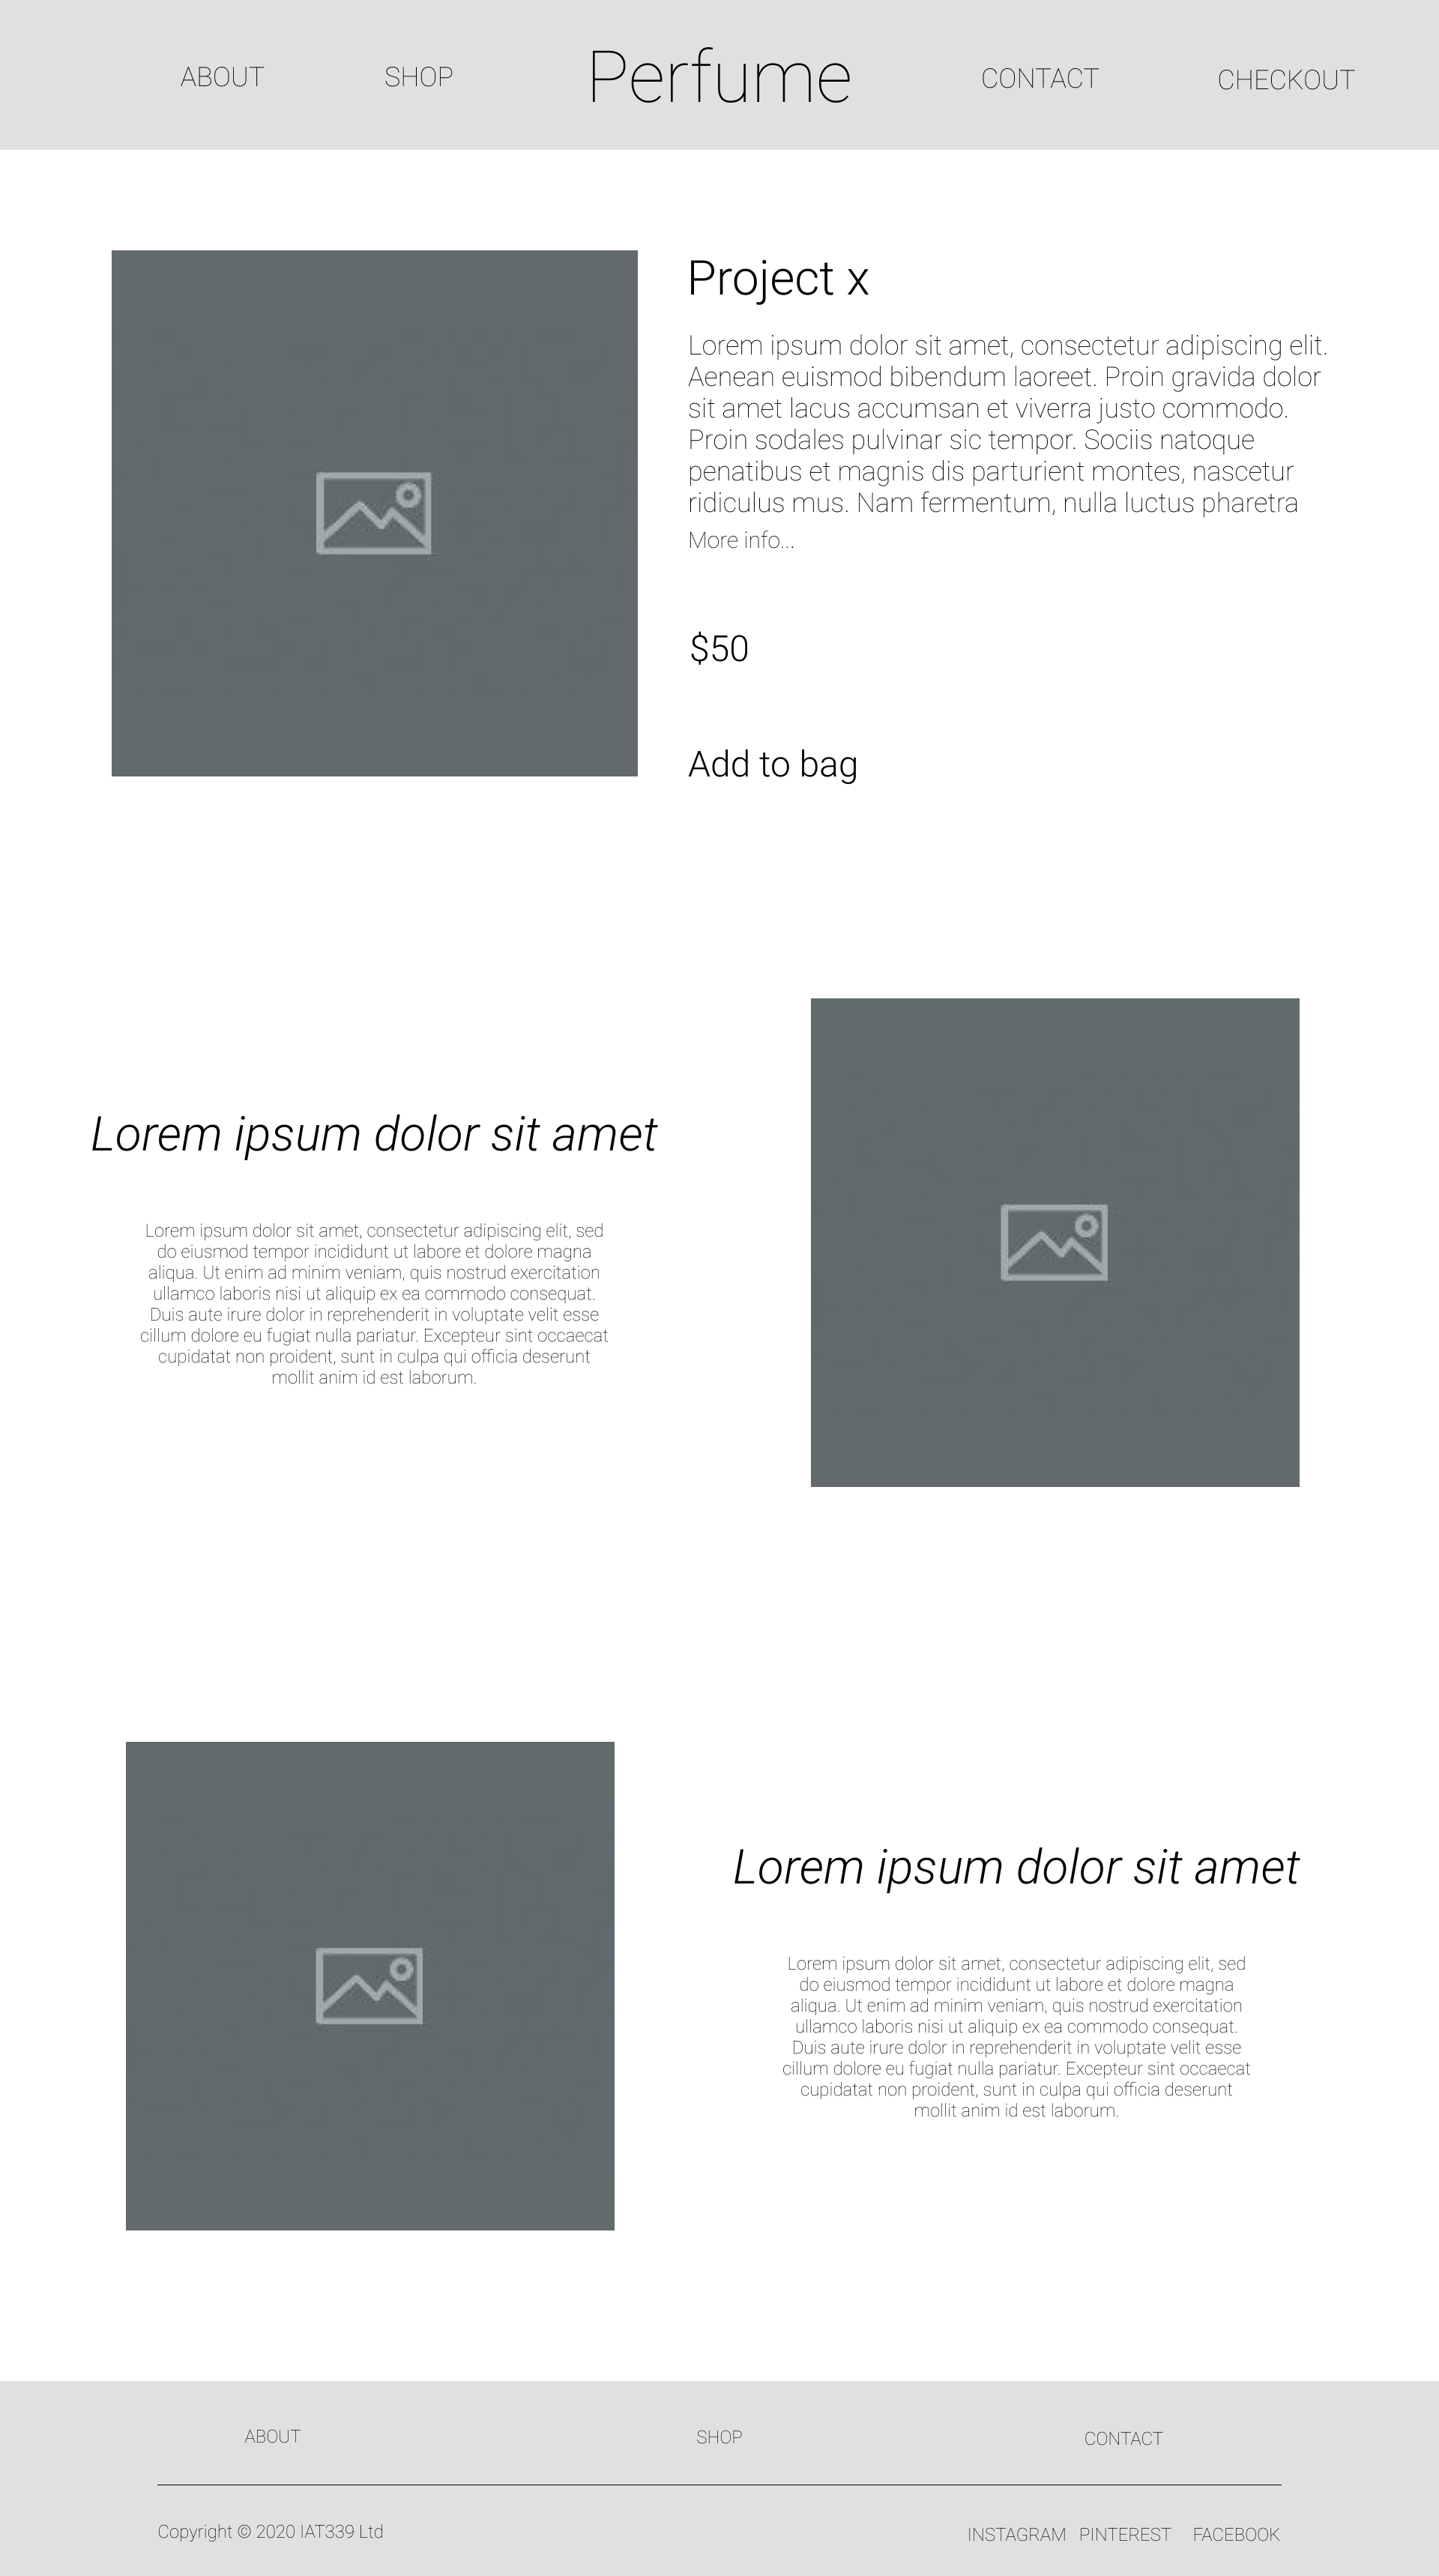 ABOUT SHOP Perfume CONTACT CHECKOUT
Project x
Lorem ipsum dolor sit amet, consectetur adipiscing elit.
Aenean euismod bibendum laoreet. Proin gravida dolor
sit amet lacus accumsan et viverra justo commodo.
Proin sodales pulvinar sic tempor. Sociis natoque
penatibus et magnis dis parturient montes, nascetur
ridiculus mus. Nam fermentum, nulla luctus pharetra
More info...
$50
Add to bag
Lorem ipsum dolor sit amet
Lorem ipsum dolor sit amet, consectetur adipiscing elit, sed
do eiusmod tempor incididunt ut labore et dolore magna
aliqua. Ut enim ad minim veniam, quis nostrud exercitation
ullamco laboris nisi ut aliquip ex ea commodo consequat.
Duis aute irure dolor in reprehenderit in voluptate velit esse
cillum dolore eu fugiat nulla pariatur. Excepteur sint occaecat
cupidatat non proident, sunt in culpa qui officia deserunt
mollit anim id est laborum.
Lorem ipsum dolor sit amet
Lorem ipsum dolor sit amet, consectetur adipiscing elit, sed
do eiusmod tempor incididunt ut labore et dolore magna
aliqua. Ut enim ad minim veniam, quis nostrud exercitation
ullamco laboris nisi ut aliquip ex ea commodo consequat.
Duis aute irure dolor in reprehenderit in voluptate velit esse
cillum dolore eu fugiat nulla pariatur. Excepteur sint occaecat
cupidatat non proident, sunt in culpa qui officia deserunt
mollit anim id est laborum.
ABOUT SHOP CONTACT
Copyright © 2020 IAT339 Ltd INSTAGRAM PINTEREST FACEBOOK